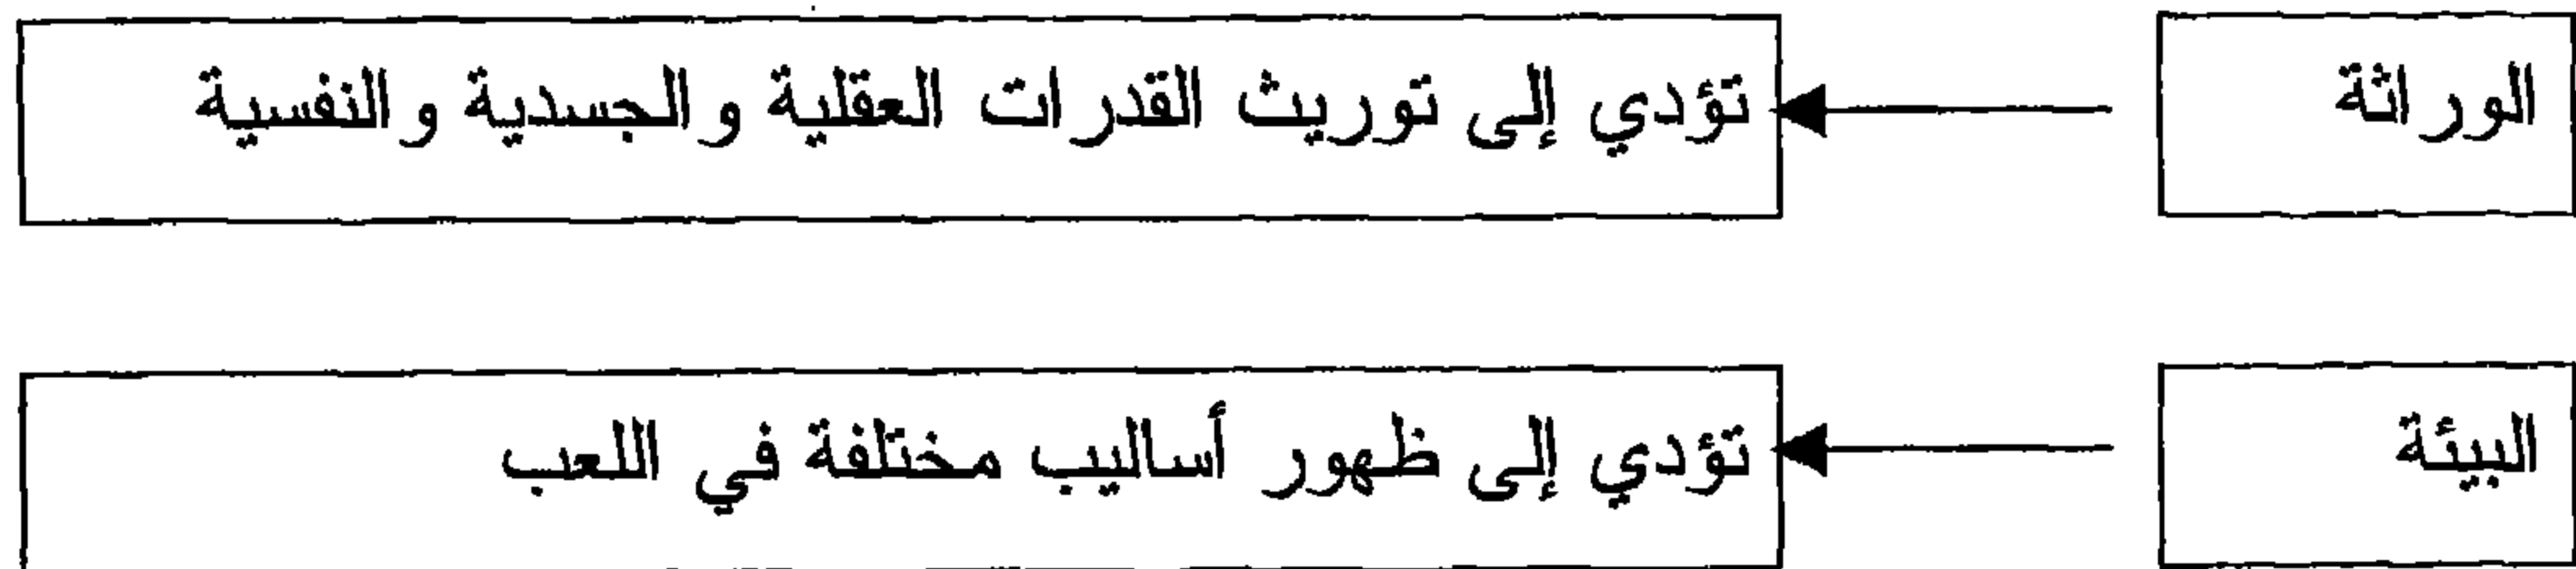 الوراثة
تؤدي إلى توريث القدرات العقلية والجسدية والنفسية
البيئة
تؤدي إلى ظهور أساليب مختلفة في اللعب